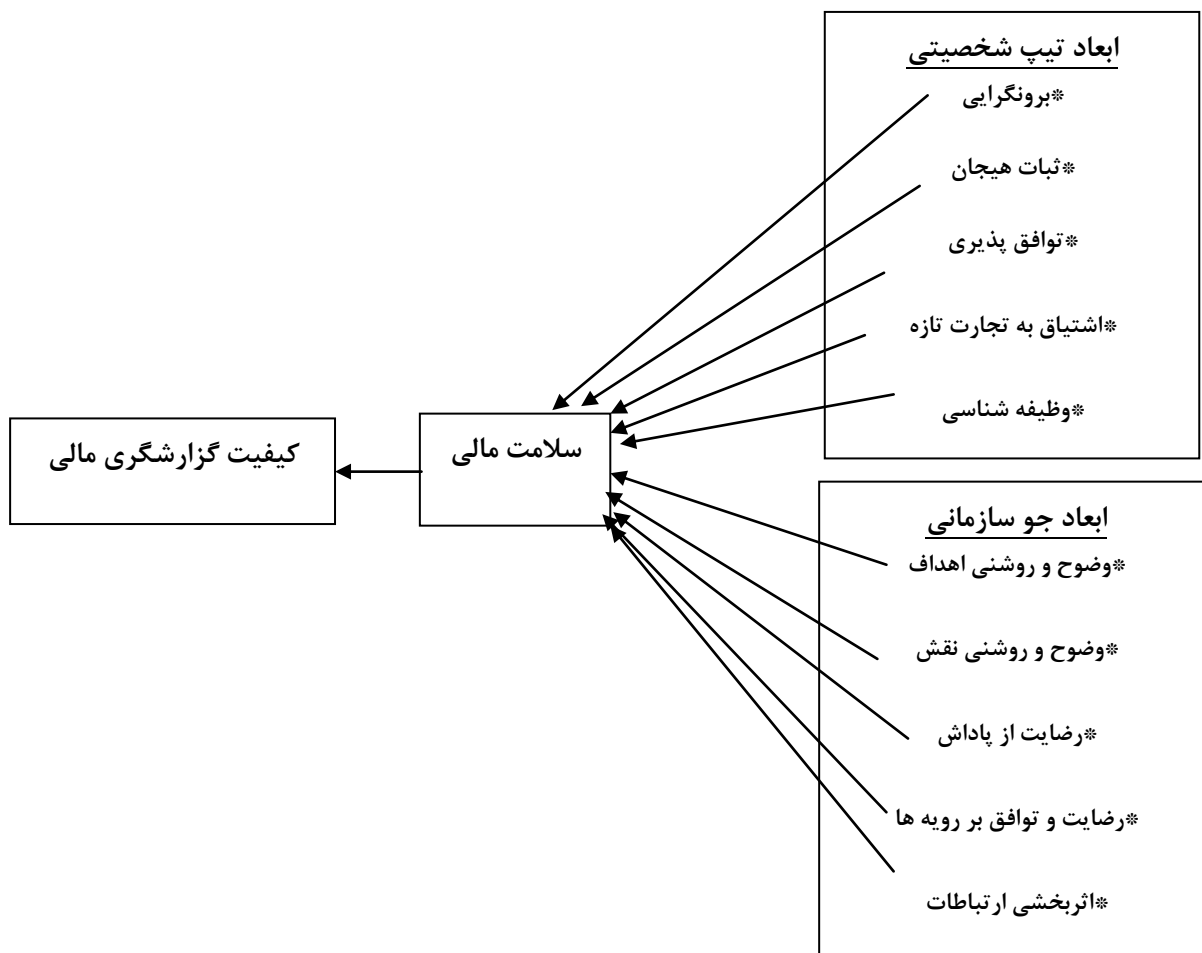 ابعاد تیپ شخصیتی
*برونگرایی
*ثبات هیجان
*توافق پذیری
*اشتیاق به تجارت تازه
*وظیفه شناسی
سلامت مالی
کیفیت گزارشگری مالی
ابعاد جو سازمانی
*وضوح و روشنی اهداف
*وضوح و روشنی نقش
*رضایت از پاداش
*رضایت و توافق بر رویه ها
*اثربخشی ارتباطات